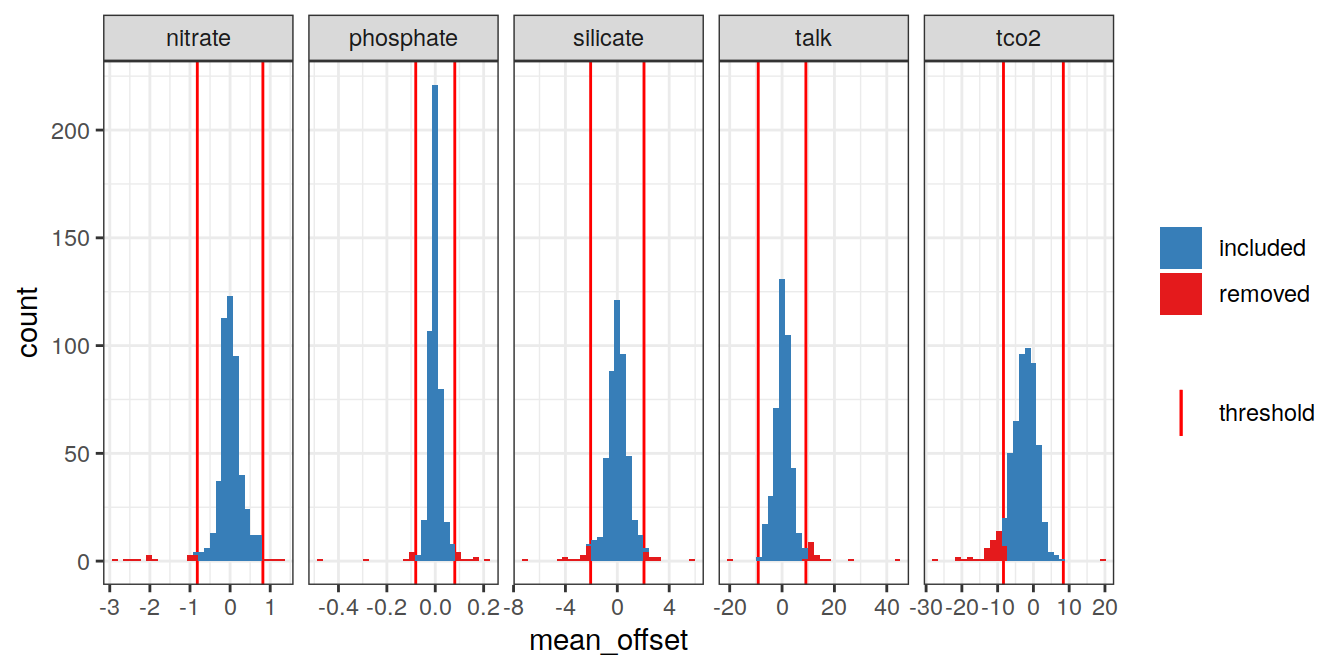 nitrate phosphate silicate talk tco2
200
150
100
50
0
count
-3 -2 -1 0 1 -0.4 -0.2 0.0 0.2 -8 -4 0 4 -20 0 20 40 -30 -20 -10 0 10 20
mean_offset
included
removed
threshold